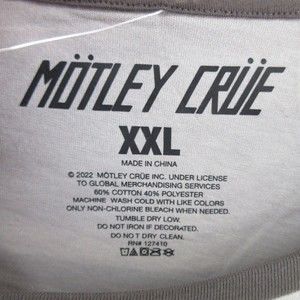 MÖTLEY CRÜE
XXL
MADE IN CHINA
© 2022 MÖTLEY CRÜE INC. UNDER LICENSE
TO GLOBAL MERCHANDISING SERVICES
60% COTTON 40% POLYESTER
MACHINE WASH COLD WITH LIKE COLORS
ONLY NON-CHLORINE BLEACH WHEN NEEDED.
TUMBLE DRY LOW.
DO NOT IRON IF DECORATED.
DO NOT DRY CLEAN.
RN# 127410